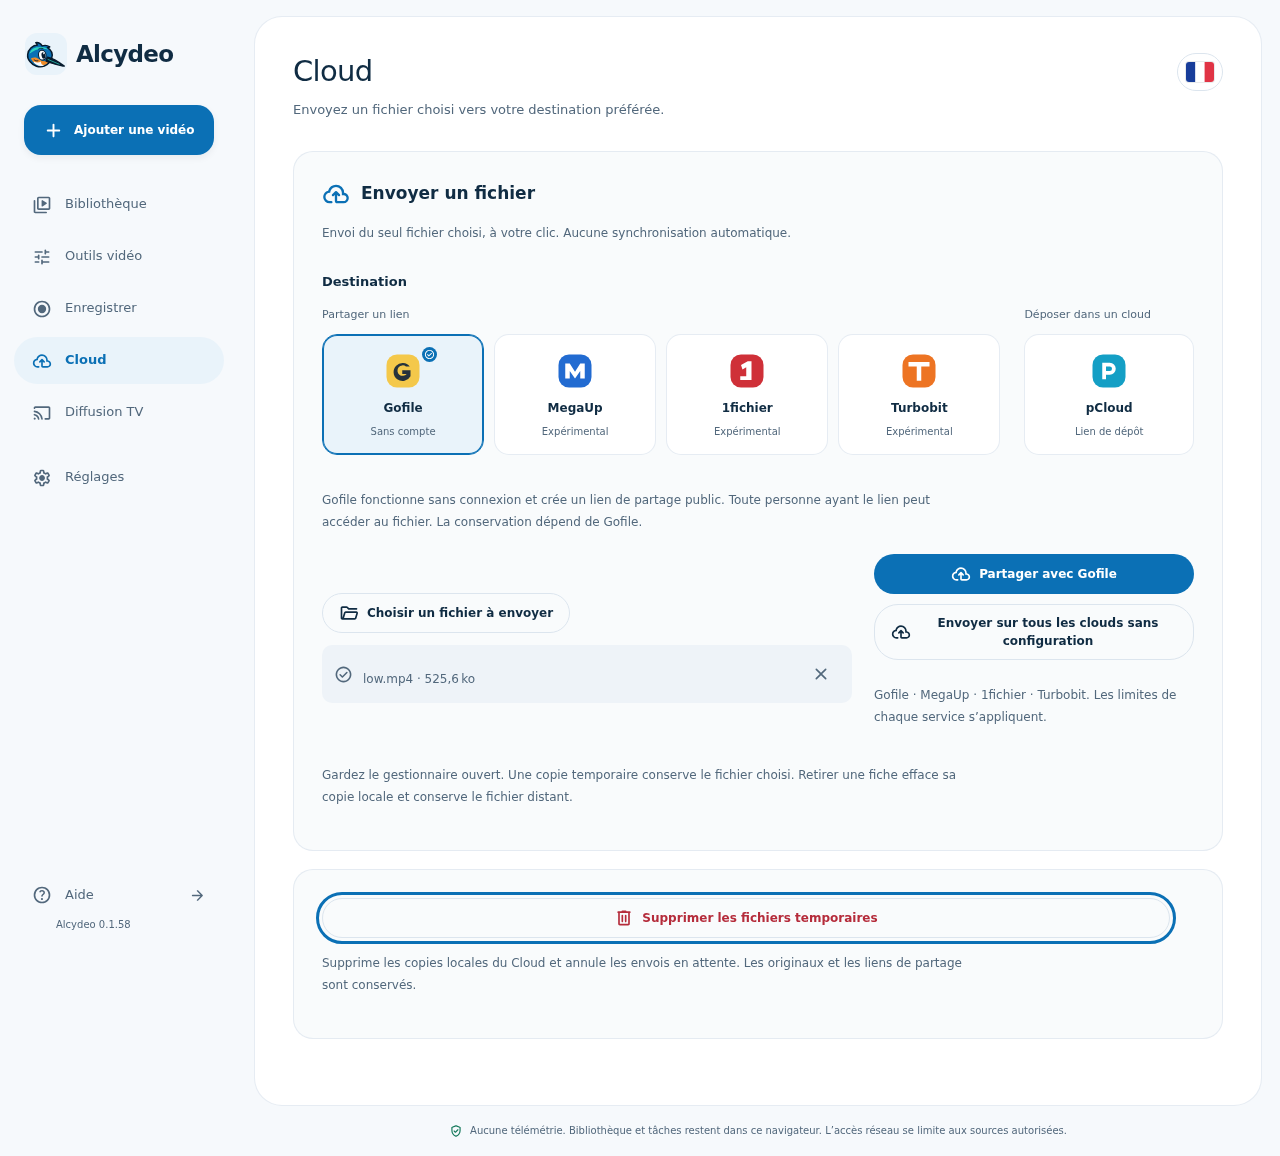 Alcydeo
Ajouter une vidéo
Bibliothèque
Outils vidéo
Enregistrer
Cloud
Diffusion TV
Réglages
Aide
Alcydeo 0.1.58
Cloud
Envoyez un fichier choisi vers votre destination préférée.
Envoyer un fichier
Envoi du seul fichier choisi, à votre clic. Aucune synchronisation automatique.
Destination
Partager un lien
Déposer dans un cloud
G
Gofile
Sans compte
M
MegaUp
Expérimental
1
1fichier
Expérimental
T
Turbobit
Expérimental
P
pCloud
Lien de dépôt
Gofile fonctionne sans connexion et crée un lien de partage public. Toute personne ayant le lien peut
accéder au fichier. La conservation dépend de Gofile.
Choisir un fichier à envoyer
low.mp4 · 525,6 ko
Partager avec Gofile
Envoyer sur tous les clouds sans
configuration
Gofile · MegaUp · 1fichier · Turbobit. Les limites de
chaque service s’appliquent.
Gardez le gestionnaire ouvert. Une copie temporaire conserve le fichier choisi. Retirer une fiche efface sa
copie locale et conserve le fichier distant.
Supprimer les fichiers temporaires
Supprime les copies locales du Cloud et annule les envois en attente. Les originaux et les liens de partage
sont conservés.
Aucune télémétrie. Bibliothèque et tâches restent dans ce navigateur. L’accès réseau se limite aux sources autorisées.